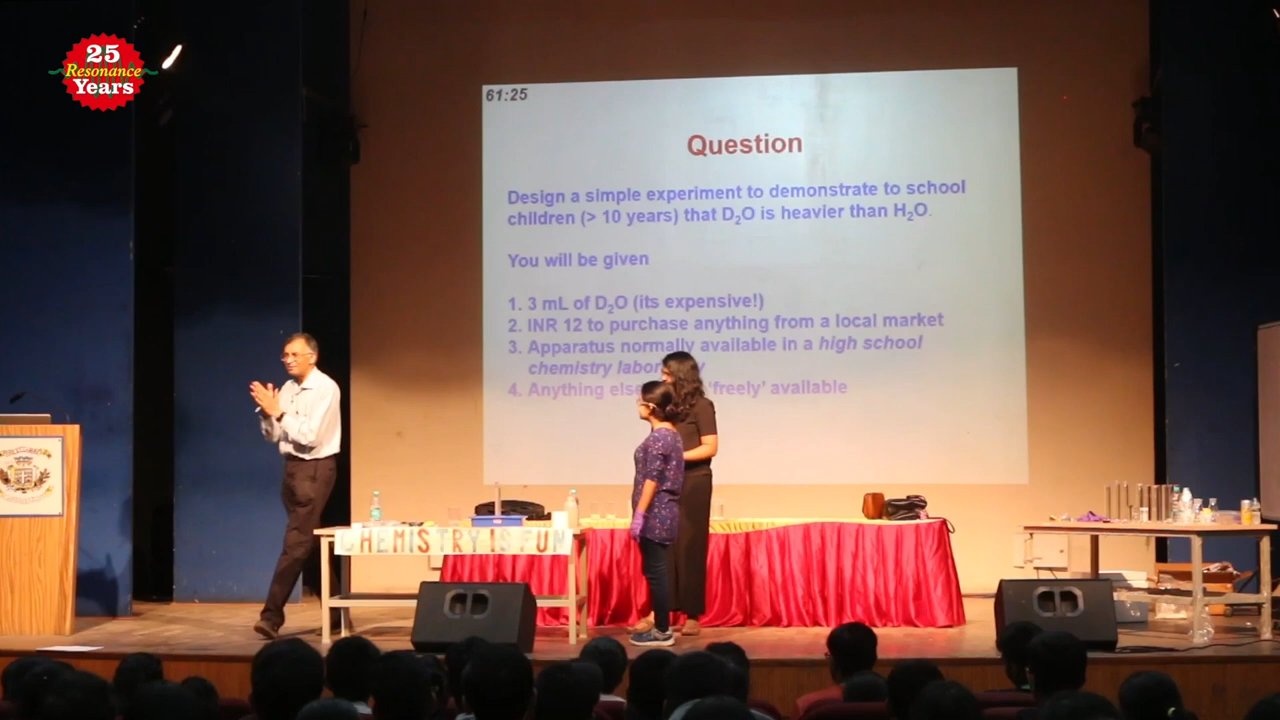 25
Resonance
Years
61:25
Question
Design a simple experiment to demonstrate to school
children (> 10 years) that D₂O is heavier than H₂O.
You will be given
1. 3 mL of D₂O (its expensive!)
2. INR 12 to purchase anything from a local market
3. Apparatus normally available in a high school
chemistry
4. Anything else 'freely' available
CHEMISTRY IS FUN